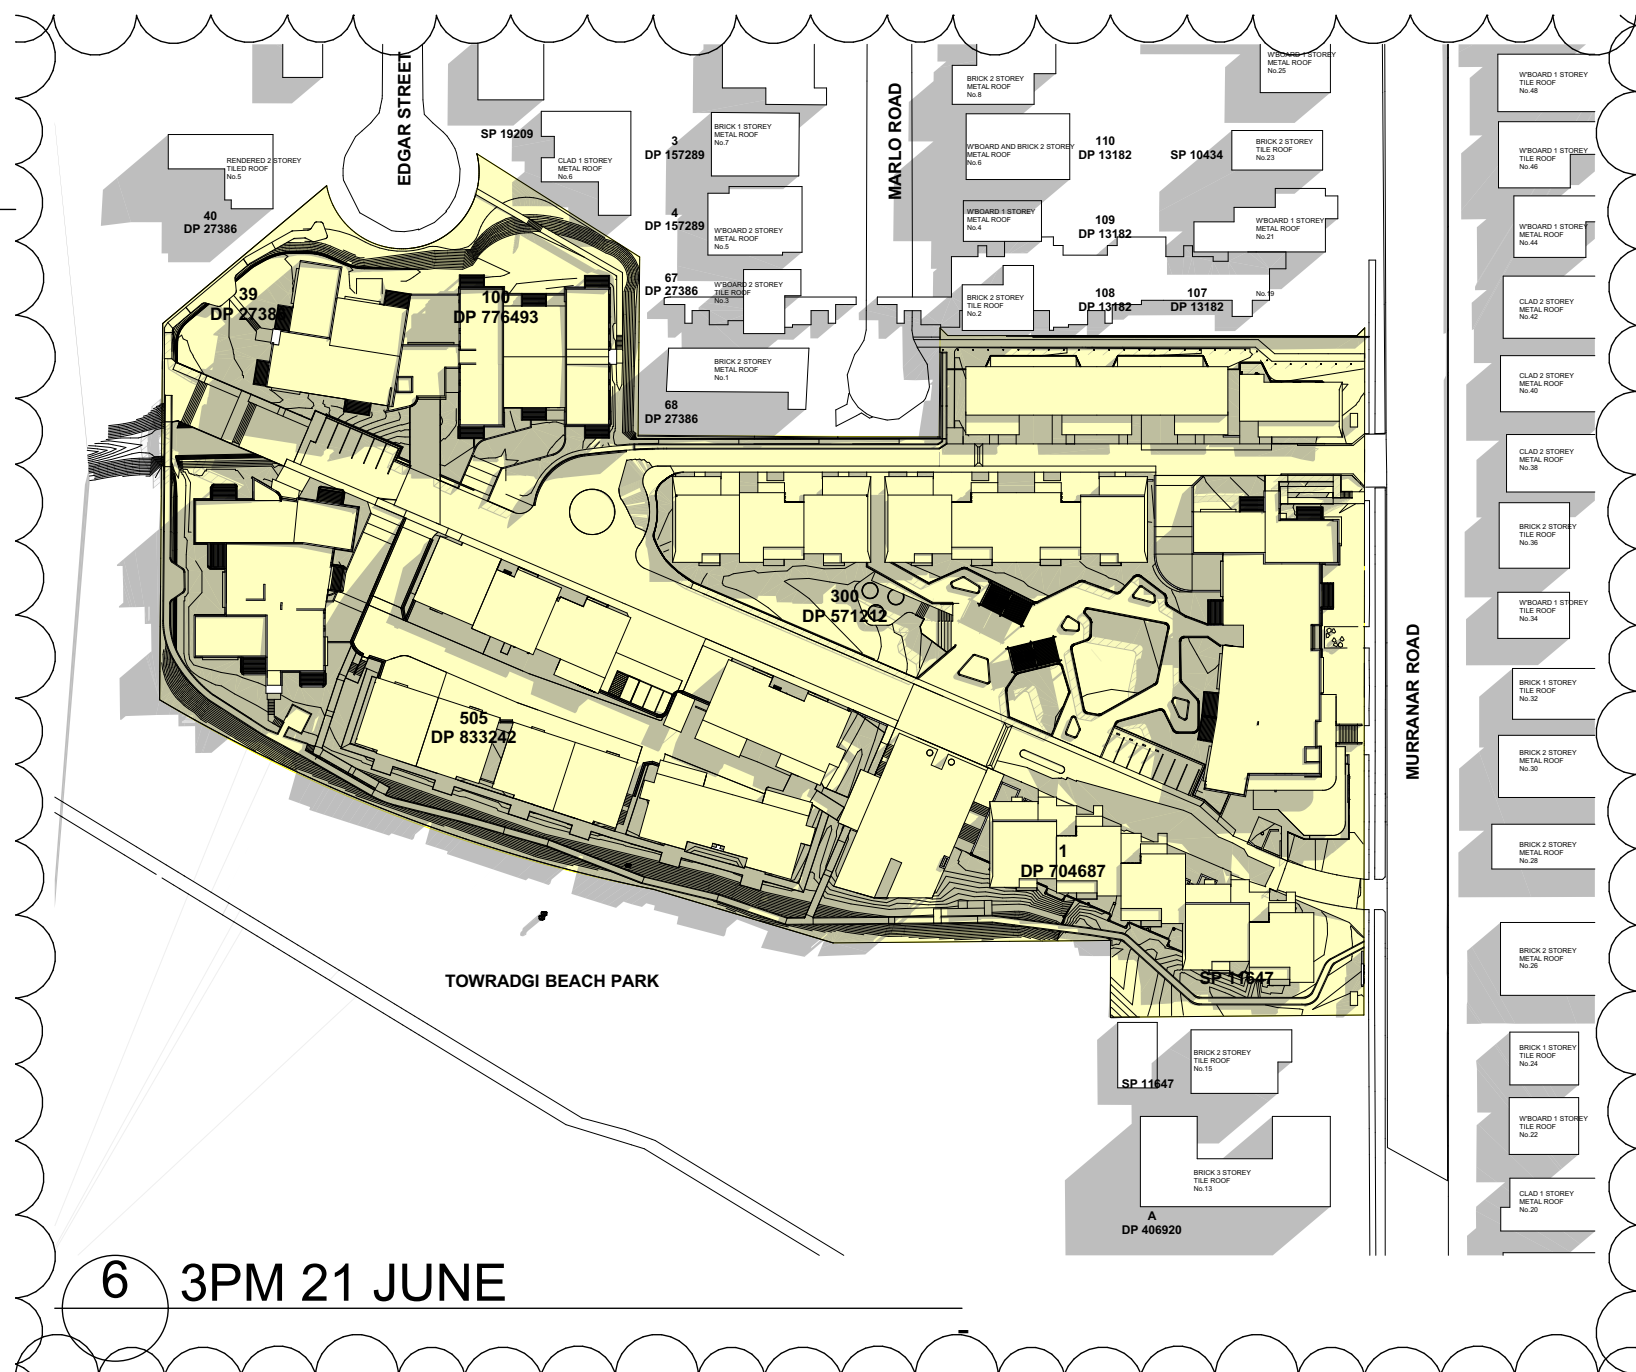 W'BOARD 1 STOREY
METAL ROOF
No.25
EDGAR STREET
BRICK 2 STOREY
METAL ROOF
No.8
W'BOARD 1 STOREY
TILE ROOF
No.48
MARLO ROAD
SP 19209
BRICK 1 STOREY
METAL ROOF
No.7
3
DP 157289
W'BOARD AND BRICK 2 STOREY
METAL ROOF
No.6
110
DP 13182
SP 10434
BRICK 2 STOREY
TILE ROOF
No.23
W'BOARD 1 STOREY
TILE ROOF
No.46
RENDERED 2 STOREY
TILED ROOF
No.5
CLAD 1 STOREY
METAL ROOF
No.6
40
DP 27386
4
DP 157289
W'BOARD 2 STOREY
METAL ROOF
No.5
W'BOARD 1 STOREY
METAL ROOF
No.4
109
DP 13182
W'BOARD 1 STOREY
METAL ROOF
No.21
W'BOARD 1 STOREY
METAL ROOF
No.44
39
DP 2738
100
DP 776493
67
DP 27386
W'BOARD 2 STOREY
TILE ROOF
No.3
BRICK 2 STOREY
TILE ROOF
No.2
108
DP 13182
107
DP 13182
No.19
CLAD 2 STOREY
METAL ROOF
No.42
BRICK 2 STOREY
METAL ROOF
No.1
68
DP 27386
CLAD 2 STOREY
METAL ROOF
No.40
CLAD 2 STOREY
METAL ROOF
No.38
BRICK 2 STOREY
METAL ROOF
No.36
300
DP 571212
W'BOARD 1 STOREY
TILE ROOF
No.34
MURRANAR ROAD
BRICK 1 STOREY
TILE ROOF
No.32
505
DP 833242
BRICK 2 STOREY
METAL ROOF
No.30
1
DP 704687
BRICK 2 STOREY
METAL ROOF
No.28
BRICK 2 STOREY
METAL ROOF
No.26
TOWRADGI BEACH PARK
SP 11647
BRICK 2 STOREY
TILE ROOF
No.15
SP 11647
BRICK 1 STOREY
TILE ROOF
No.24
W'BOARD 1 STOREY
TILE ROOF
No.22
BRICK 3 STOREY
TILE ROOF
No.13
CLAD 1 STOREY
METAL ROOF
No.20
A
DP 406920
6 3PM 21 JUNE